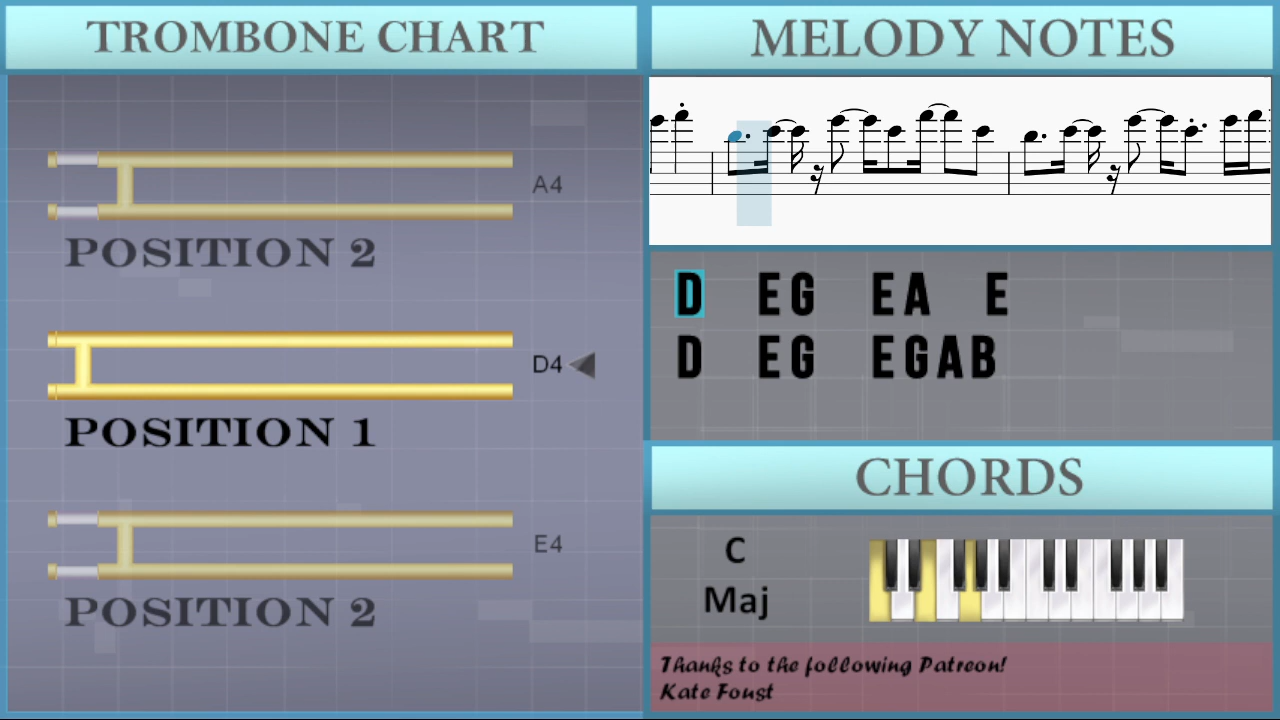 TROMBONE CHART
A4
POSITION 2
D4
POSITION 1
E4
POSITION 2
MELODY NOTES
D EG EA E
D EG EGAB
CHORDS
C
Maj
Thanks to the following Patreon!
Kate Foust